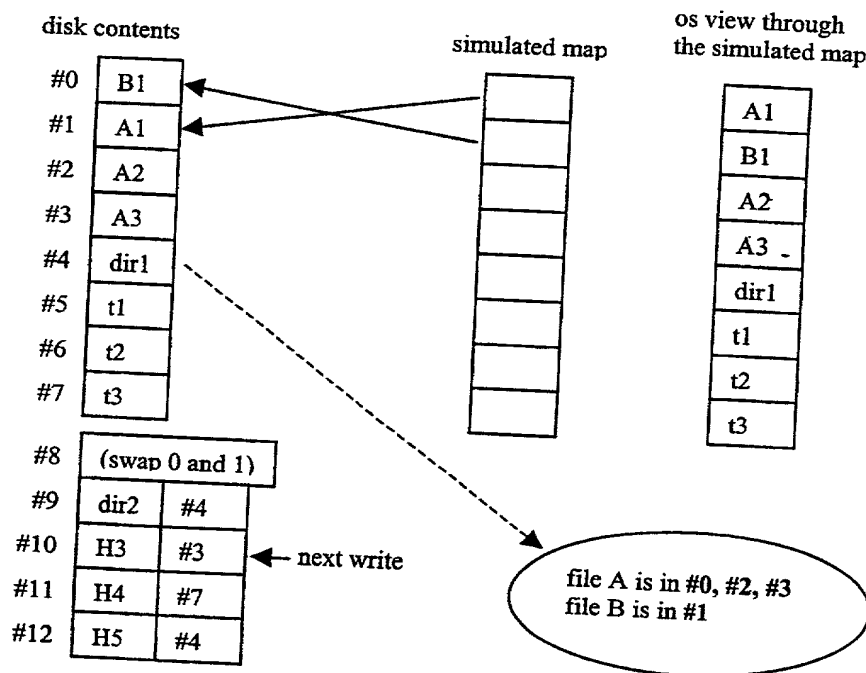 disk contents
simulated map
os view through
the simulated map
#0 B1
#1 A1
#2 A2
#3 A3
#4 dir1
#5 t1
#6 t2
#7 t3
#8 (swap 0 and 1)
#9 dir2 #4
#10 H3 #3
next write
#11 H4 #7
#12 H5 #4
A1
B1
A2
A3
dir1
t1
t2
t3
file A is in #0, #2, #3
file B is in #1